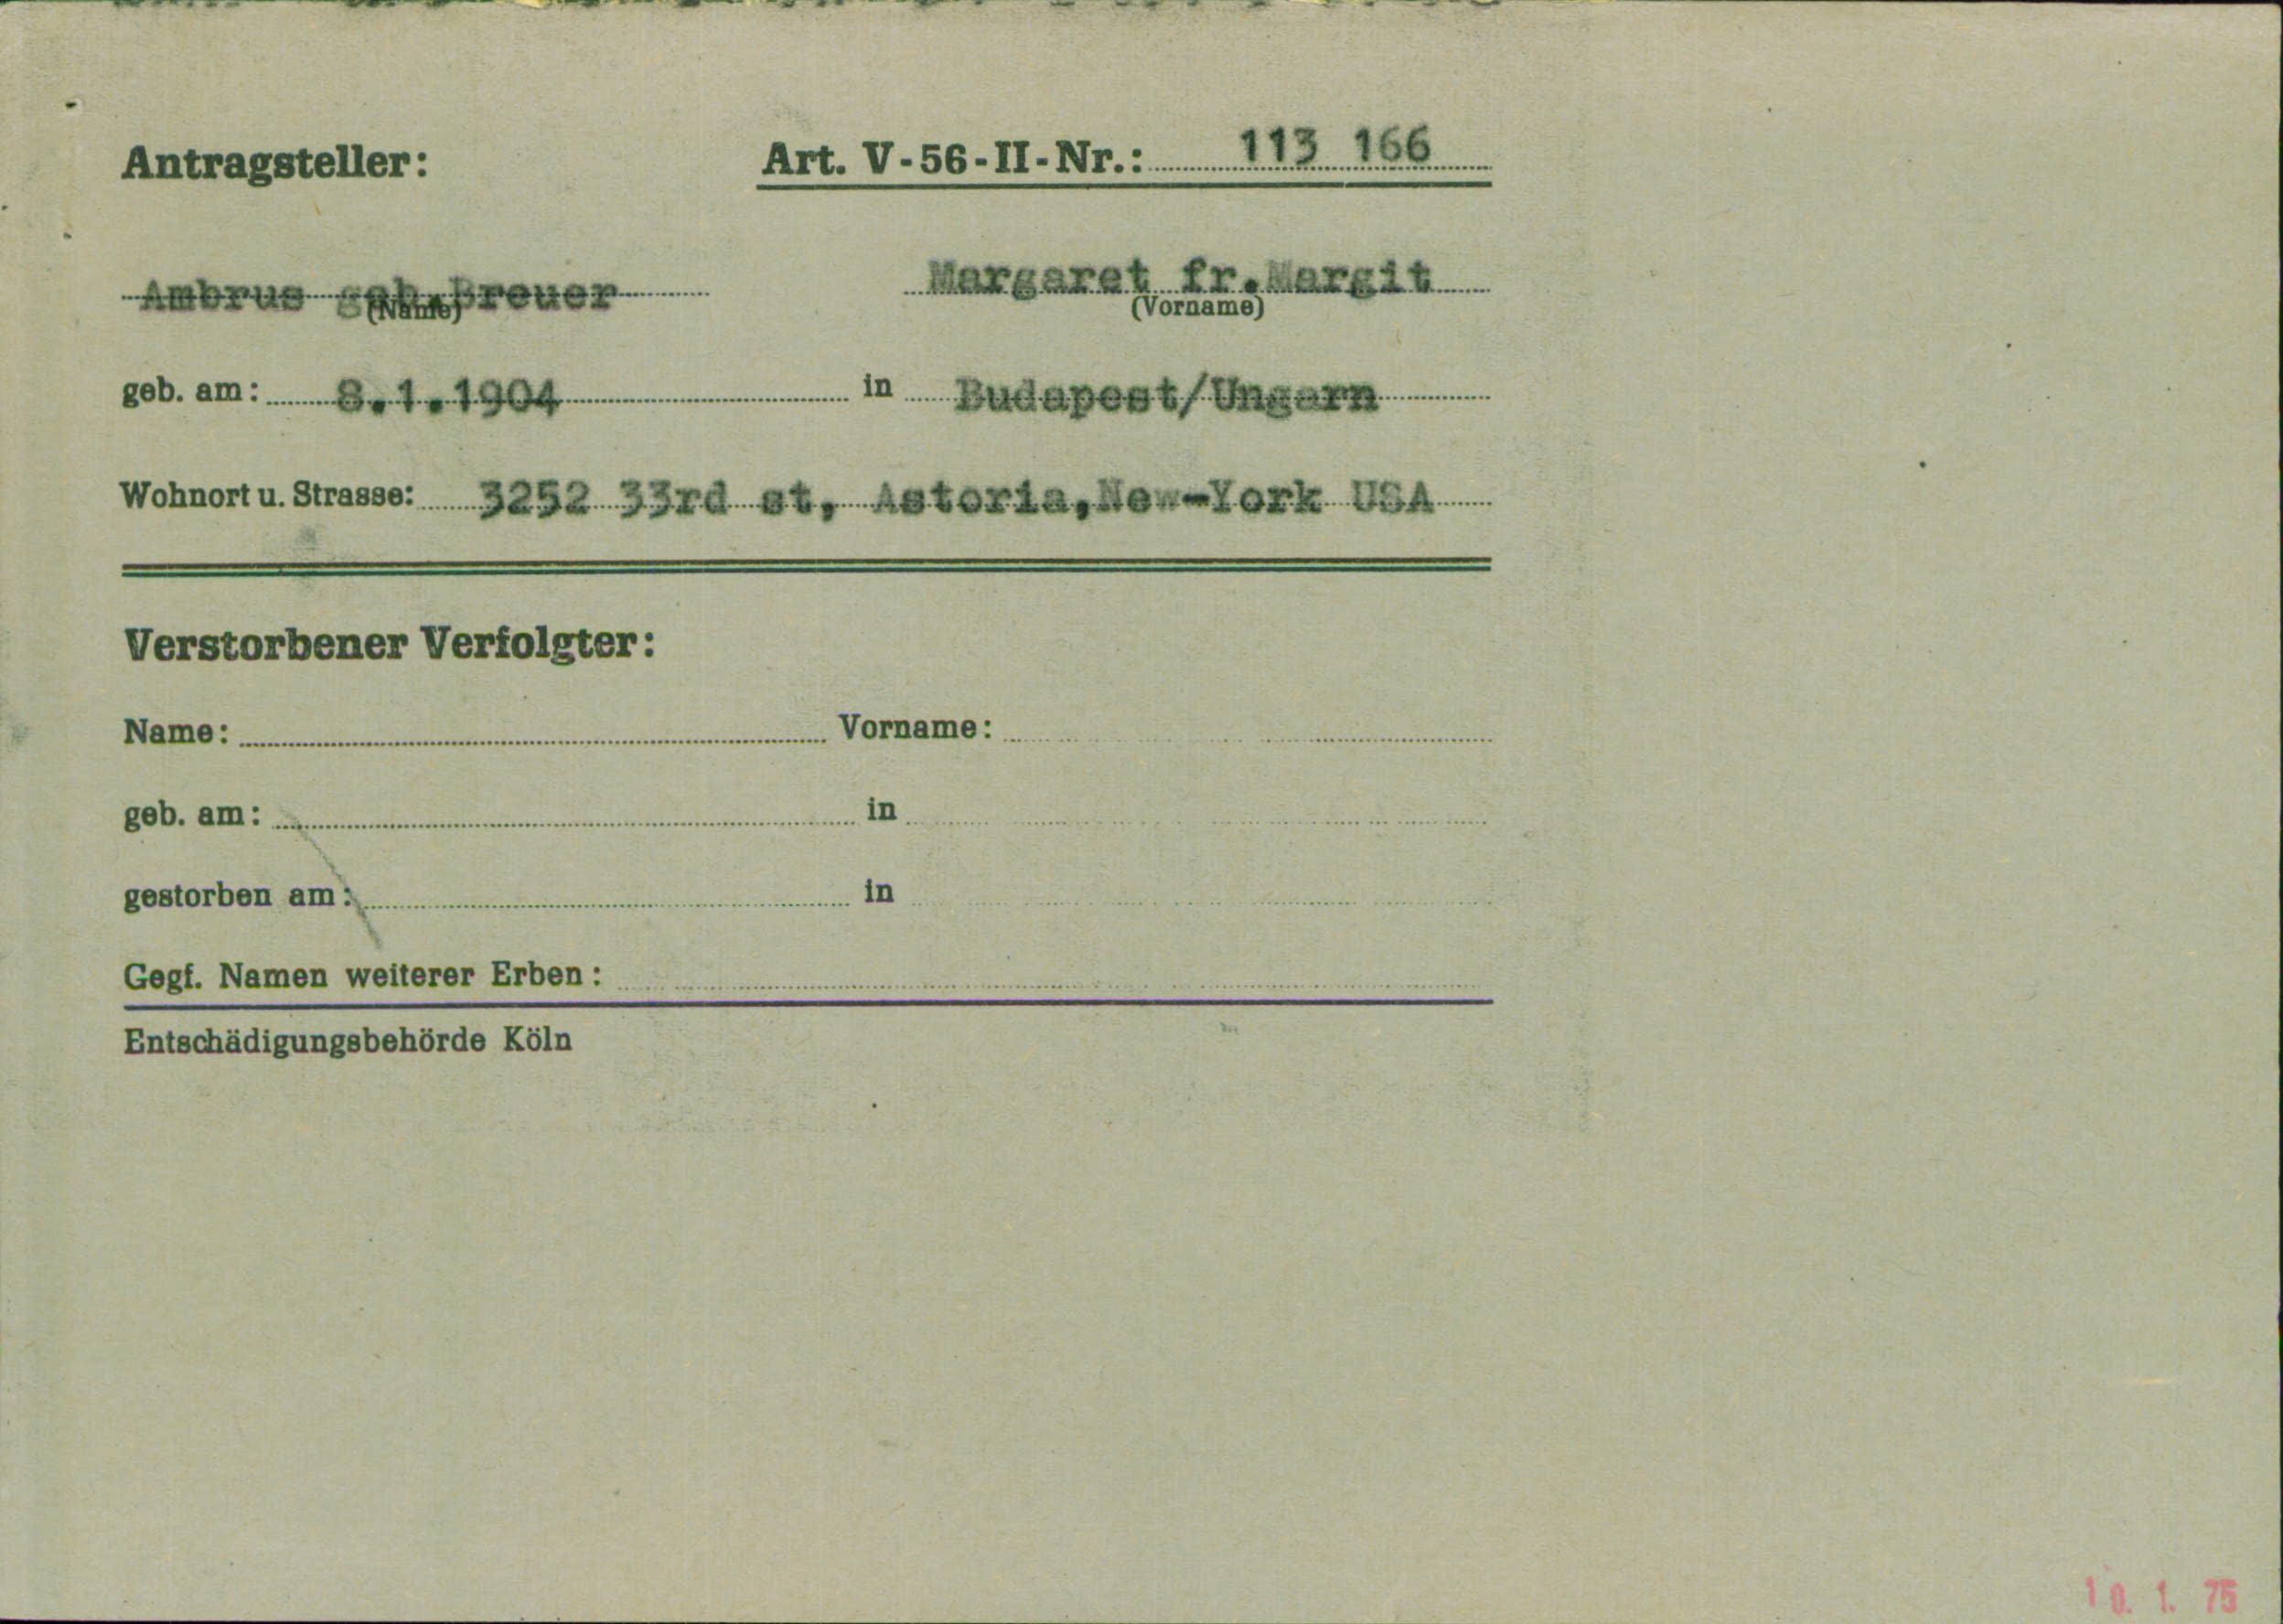 Antragsteller: Art. V-56-II-Nr.: 113 166
Ambrus geb.Breuer Margaret fr.Margit
(Name) (Vorname)
geb. am: 8.1.1904 in Budapest/Ungarn
Wohnort u. Strasse: 3252 33rd st, Astoria,New-York USA
Verstorbener Verfolgter:
Name: Vorname:
geb. am: in
gestorben am: in
Gegf. Namen weiterer Erben:
Entschädigungsbehörde Köln
10. 1. 75